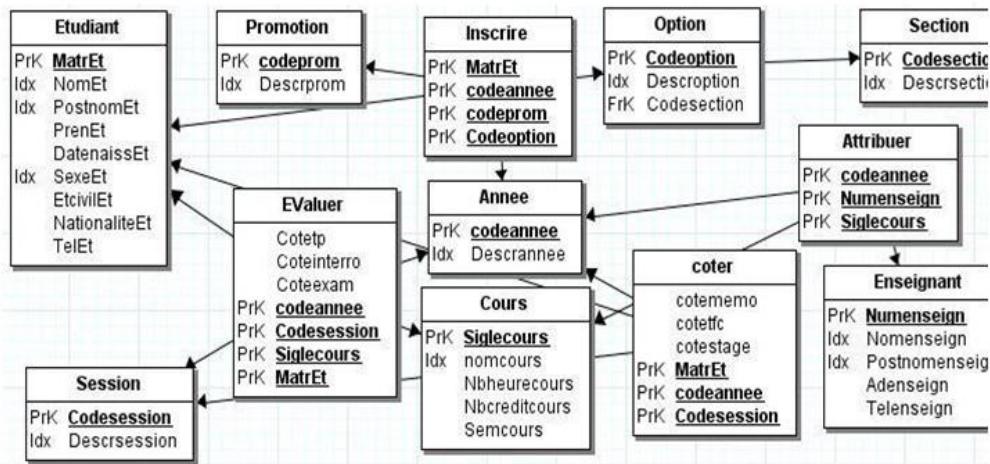 Etudiant
PrK MatrEt
Idx NomEt
Idx PostnomEt
PrenEt
DatenaissEt
Idx SexeEt
EtcivilEt
NationaliteEt
TelEt
Promotion
PrK codeprom
Idx Descrprom
Inscrire
PrK MatrEt
PrK codeannee
PrK codeprom
PrK Codeoption
Option
PrK Codeoption
Idx Descroption
FrK Codesection
Section
PrK Codesectio
Idx Descrsectio
Attribuer
PrK codeannee
PrK Numenseign
PrK Siglecours
EValuer
Cotetp
Coteinterro
Coteexam
PrK codeannee
PrK Codesession
PrK Siglecours
PrK MatrEt
Annee
PrK codeannee
Idx Descrannee
coter
cotememo
cotetfc
cotestage
PrK MatrEt
PrK codeannee
PrK Codesession
Enseignant
PrK Numenseign
Idx Nomenseign
Idx Postnomenseig
Adenseign
Telenseign
Cours
PrK Siglecours
Idx nomcours
Nbheurecours
Nbcreditcours
Semcours
Session
PrK Codesession
Idx Descrsession